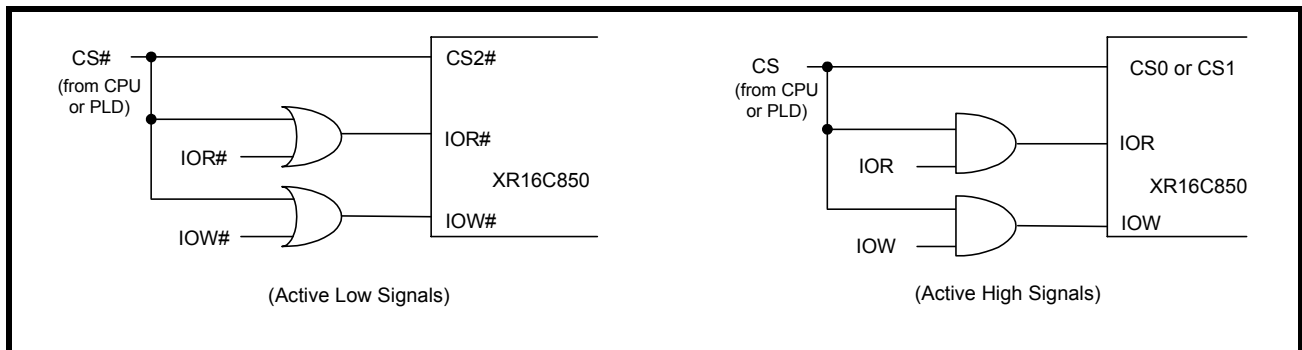 CS#
(from CPU
or PLD)
CS2#
IOR#
IOR#
XR16C850
IOW#
IOW#
(Active Low Signals)
CS
(from CPU
or PLD)
CS0 or CS1
IOR
IOR
XR16C850
IOW
IOW
(Active High Signals)